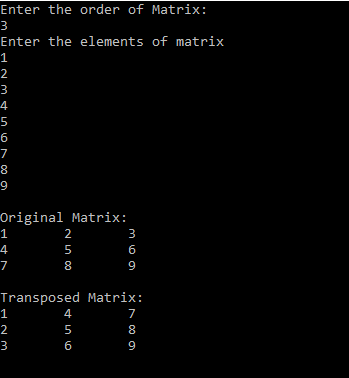 Enter the order of Matrix:
3
Enter the elements of matrix
1
2
3
4
5
6
7
8
9
Original Matrix:
1 2 3
4 5 6
7 8 9
Transposed Matrix:
1 4 7
2 5 8
3 6 9